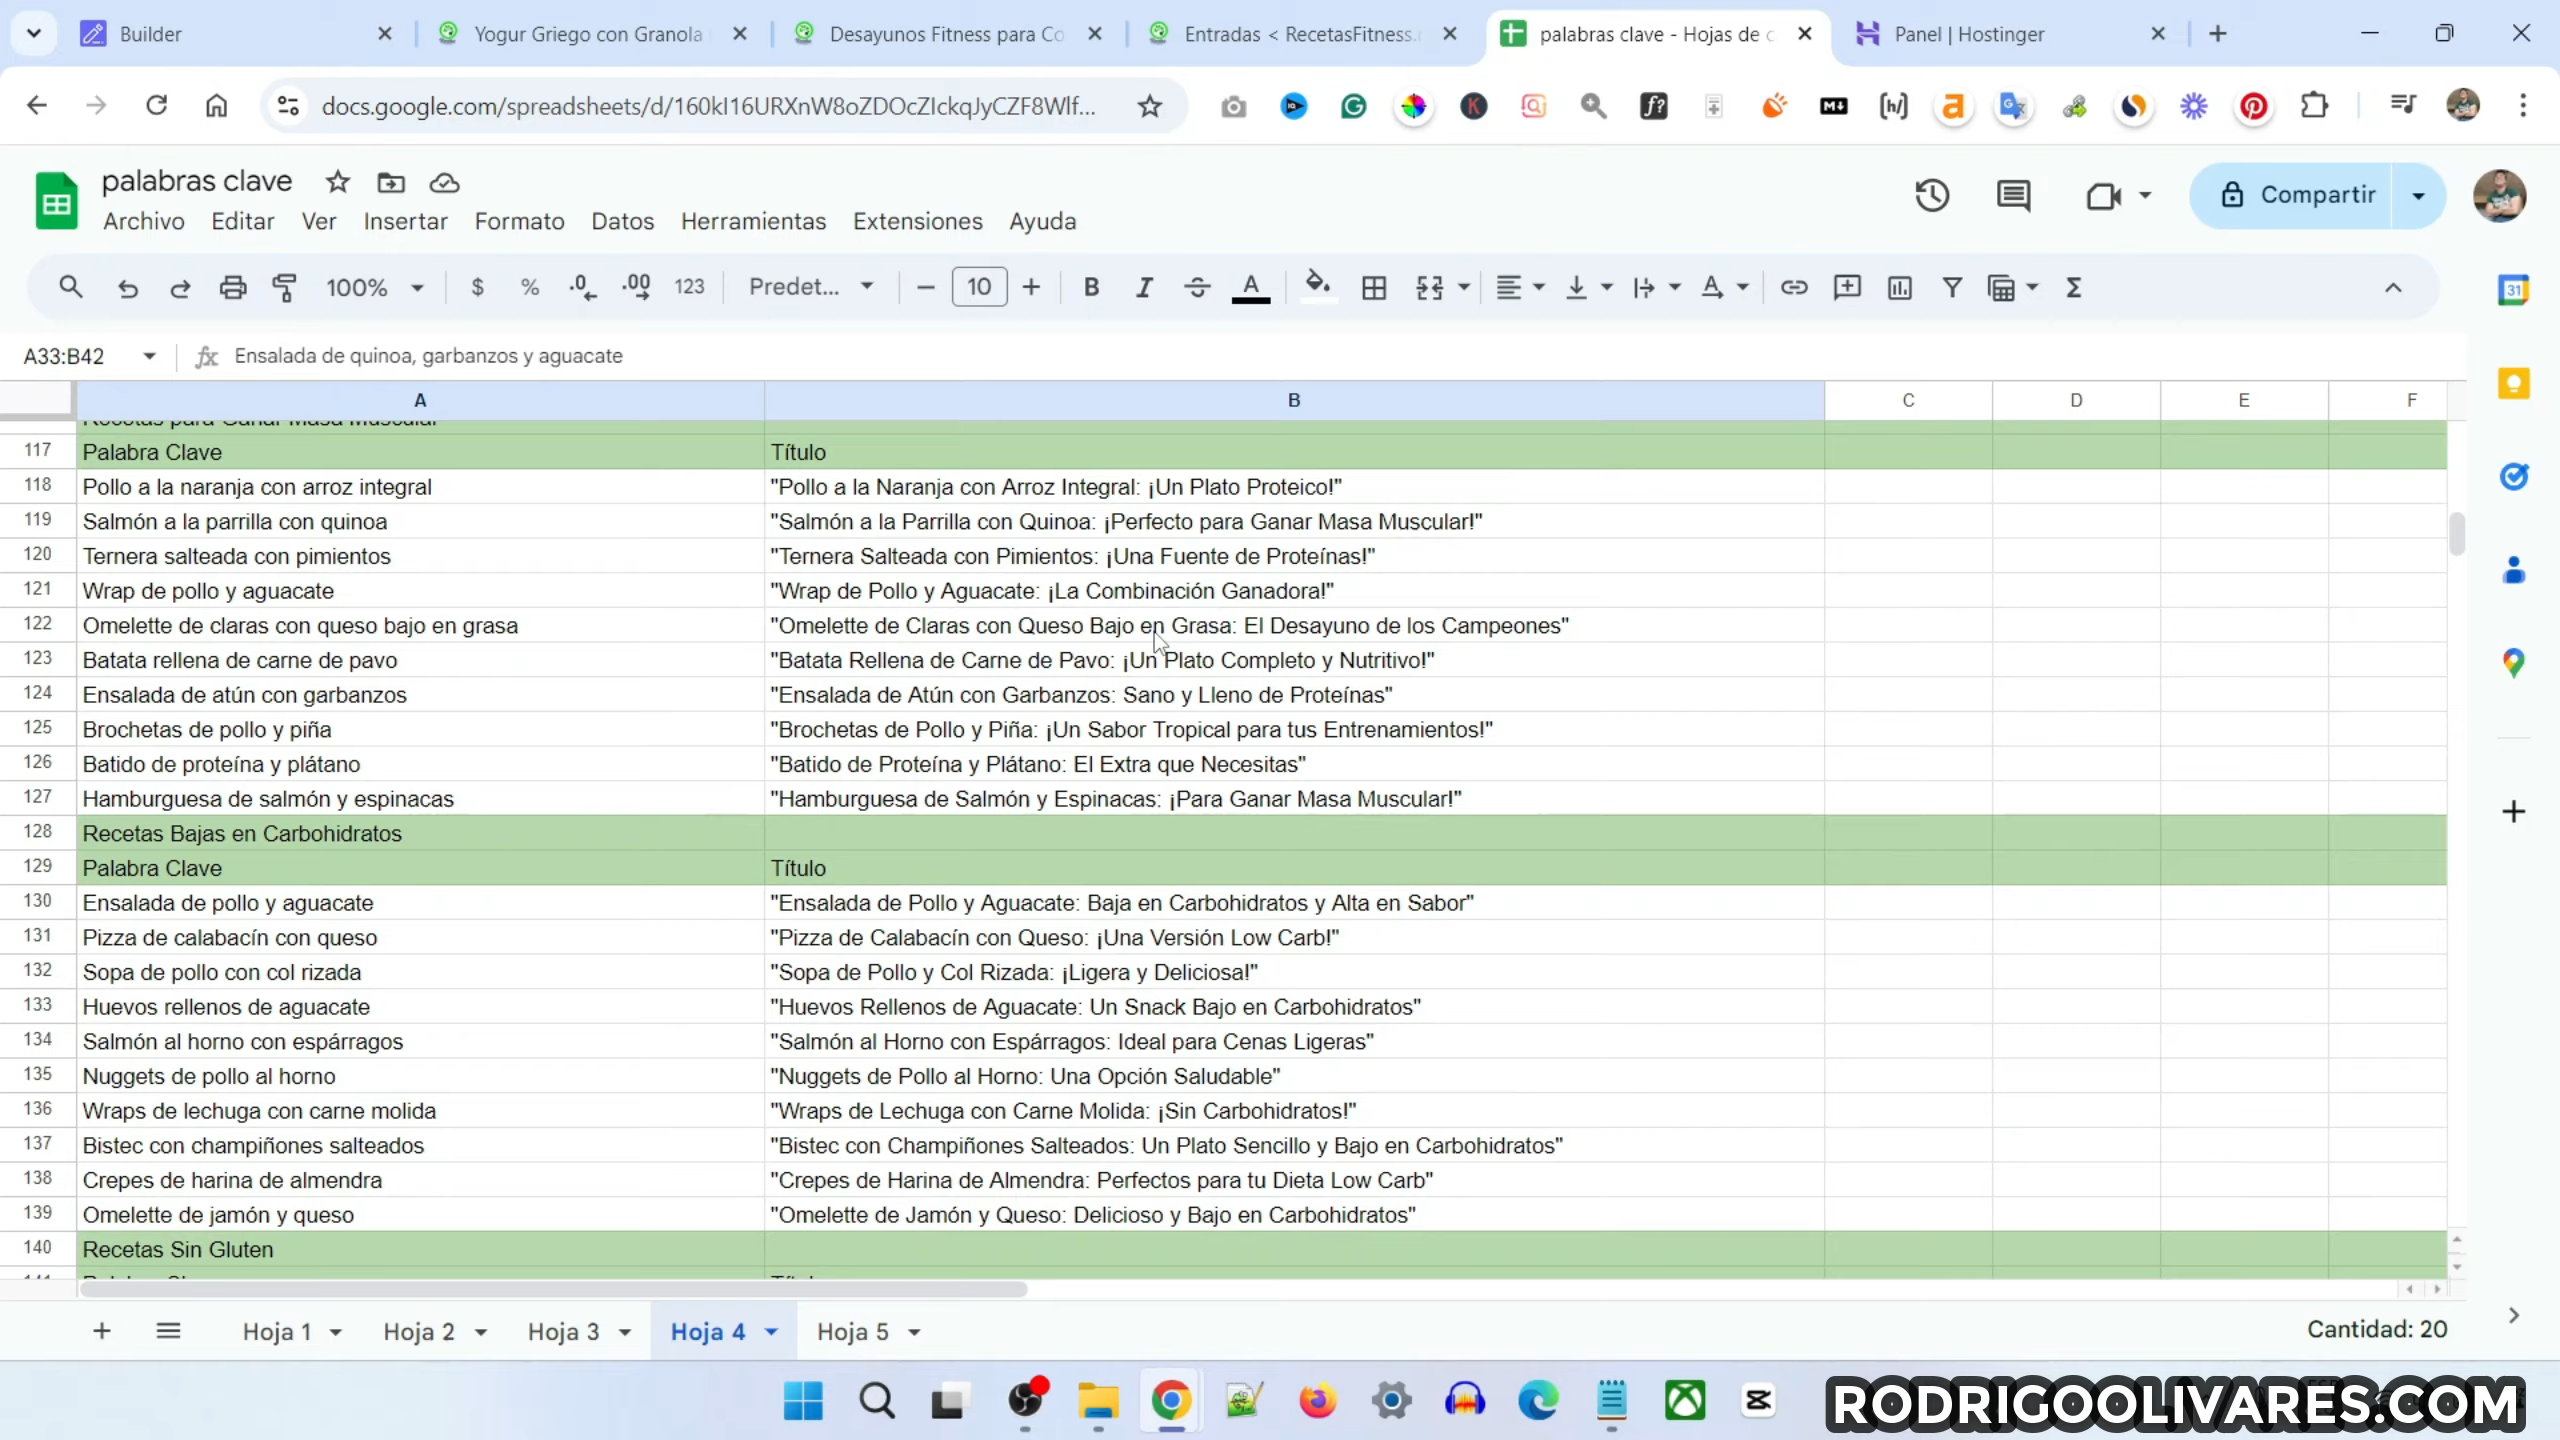 Builder
Yogur Griego con Granola
Desayunos Fitness para Co
Entradas < RecetasFitness.
palabras clave - Hojas de c
Panel | Hostinger
docs.google.com/spreadsheets/d/160kI16URXnW8oZDOcZIckqJyCZF8Wlf...
palabras clave
Archivo Editar Ver Insertar Formato Datos Herramientas Extensiones Ayuda
Compartir
100% $ % .0 .00 123 Predet... 10
A33:B42
Ensalada de quinoa, garbanzos y aguacate
A B C D E F
Recetas para Ganar Masa Muscular
117 Palabra Clave Título
118 Pollo a la naranja con arroz integral "Pollo a la Naranja con Arroz Integral: ¡Un Plato Proteico!"
119 Salmón a la parrilla con quinoa "Salmón a la Parrilla con Quinoa: ¡Perfecto para Ganar Masa Muscular!"
120 Ternera salteada con pimientos "Ternera Salteada con Pimientos: ¡Una Fuente de Proteínas!"
121 Wrap de pollo y aguacate "Wrap de Pollo y Aguacate: ¡La Combinación Ganadora!"
122 Omelette de claras con queso bajo en grasa "Omelette de Claras con Queso Bajo en Grasa: El Desayuno de los Campeones"
123 Batata rellena de carne de pavo "Batata Rellena de Carne de Pavo: ¡Un Plato Completo y Nutritivo!"
124 Ensalada de atún con garbanzos "Ensalada de Atún con Garbanzos: Sano y Lleno de Proteínas"
125 Brochetas de pollo y piña "Brochetas de Pollo y Piña: ¡Un Sabor Tropical para tus Entrenamientos!"
126 Batido de proteína y plátano "Batido de Proteína y Plátano: El Extra que Necesitas"
127 Hamburguesa de salmón y espinacas "Hamburguesa de Salmón y Espinacas: ¡Para Ganar Masa Muscular!"
128 Recetas Bajas en Carbohidratos
129 Palabra Clave Título
130 Ensalada de pollo y aguacate "Ensalada de Pollo y Aguacate: Baja en Carbohidratos y Alta en Sabor"
131 Pizza de calabacín con queso "Pizza de Calabacín con Queso: ¡Una Versión Low Carb!"
132 Sopa de pollo con col rizada "Sopa de Pollo y Col Rizada: ¡Ligera y Deliciosa!"
133 Huevos rellenos de aguacate "Huevos Rellenos de Aguacate: Un Snack Bajo en Carbohidratos"
134 Salmón al horno con espárragos "Salmón al Horno con Espárragos: Ideal para Cenas Ligeras"
135 Nuggets de pollo al horno "Nuggets de Pollo al Horno: Una Opción Saludable"
136 Wraps de lechuga con carne molida "Wraps de Lechuga con Carne Molida: ¡Sin Carbohidratos!"
137 Bistec con champiñones salteados "Bistec con Champiñones Salteados: Un Plato Sencillo y Bajo en Carbohidratos"
138 Crepes de harina de almendra "Crepes de Harina de Almendra: Perfectos para tu Dieta Low Carb"
139 Omelette de jamón y queso "Omelette de Jamón y Queso: Delicioso y Bajo en Carbohidratos"
140 Recetas Sin Gluten
Hoja 1 Hoja 2 Hoja 3 Hoja 4 Hoja 5 Cantidad: 20
RODRIGOOLIVARES.COM